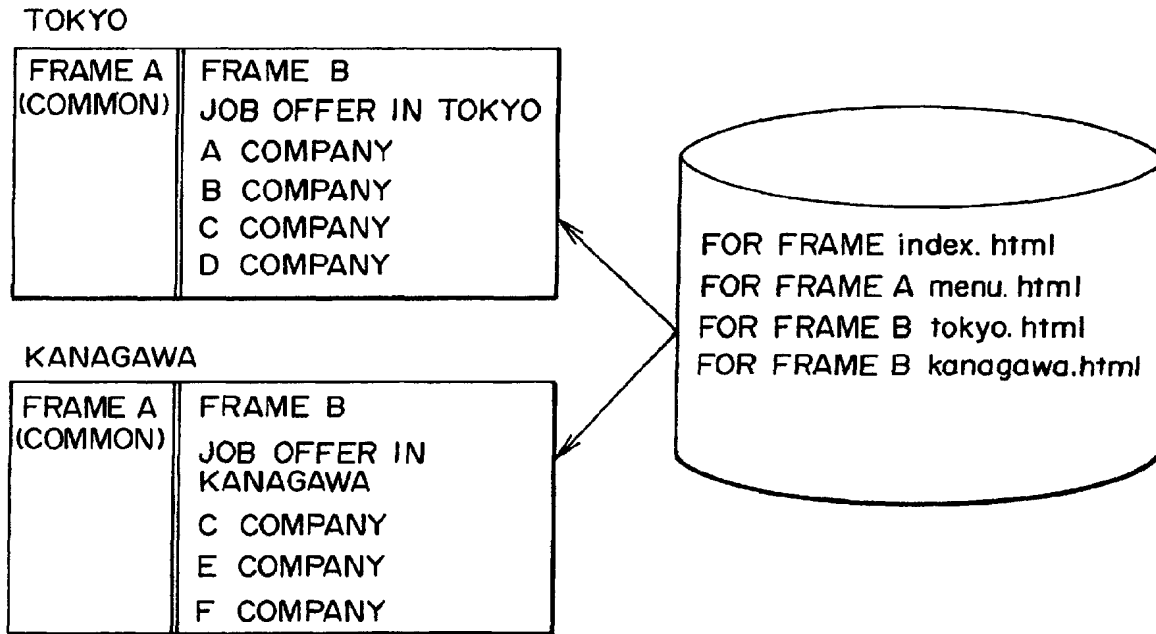 TOKYO
FRAME A
(COMMON)
FRAME B
JOB OFFER IN TOKYO
A COMPANY
B COMPANY
C COMPANY
D COMPANY
KANAGAWA
FRAME A
(COMMON)
FRAME B
JOB OFFER IN
KANAGAWA
C COMPANY
E COMPANY
F COMPANY
FOR FRAME index.html
FOR FRAME A menu.html
FOR FRAME B tokyo.html
FOR FRAME B kanagawa.html